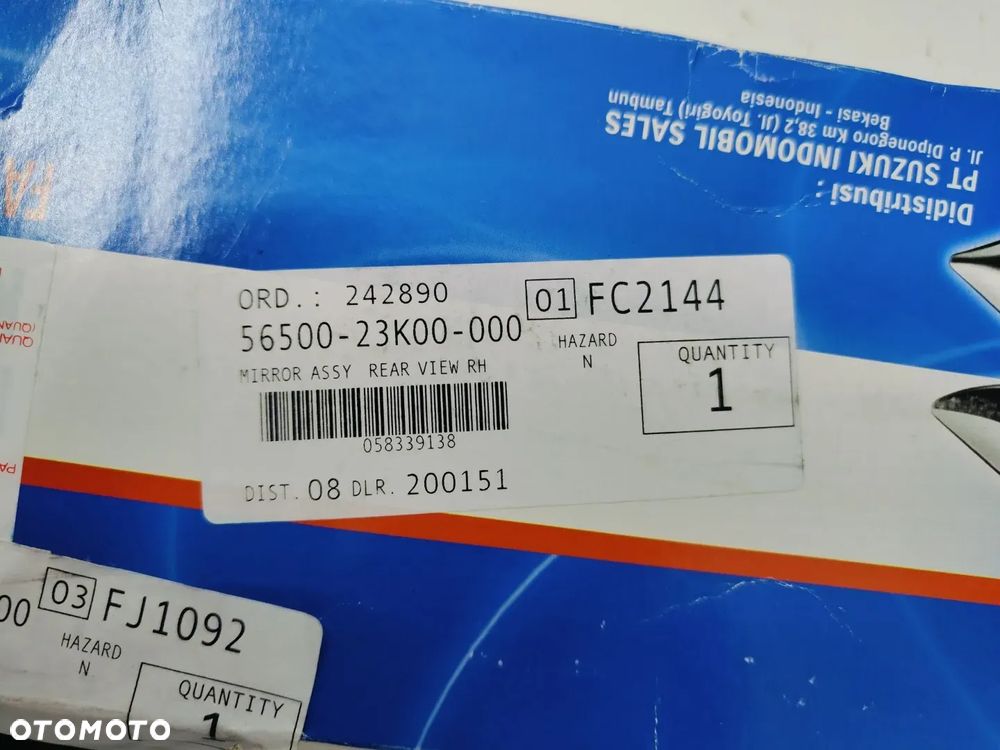 Didistribusi :
PT SUZUKI INDOMOBIL SALES
Jl. P. Diponegoro Km 38,2 (Jl. Toyogiri) Tambun
Bekasi - Indonesia
FA
ORD.: 242890 01 FC2144
56500-23K00-000
HAZARD
N
MIRROR ASSY REAR VIEW RH
QUANTITY
1
058339138
DIST. 08 DLR. 200151
00 03 FJ1092
HAZARD
N
QUANTITY
1
OTOMOTO